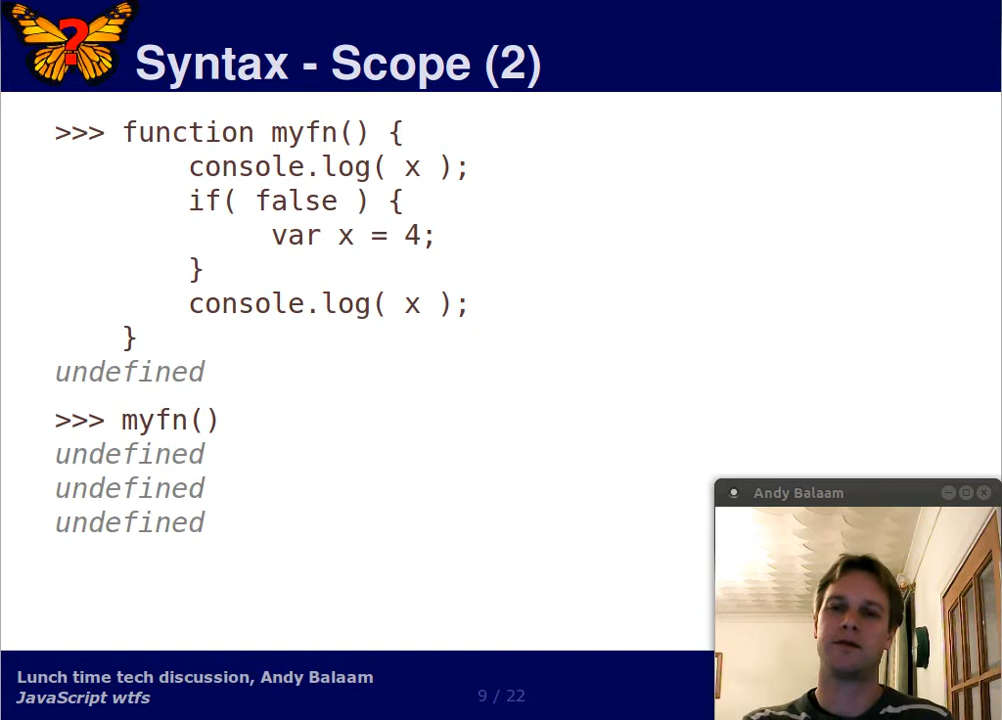 ?
Syntax - Scope (2)
>>> function myfn() {
console.log( x );
if( false ) {
var x = 4;
}
console.log( x );
}
undefined
>>> myfn()
undefined
undefined
undefined
Andy Balaam
Lunch time tech discussion, Andy Balaam
JavaScript wtfs
9 / 22